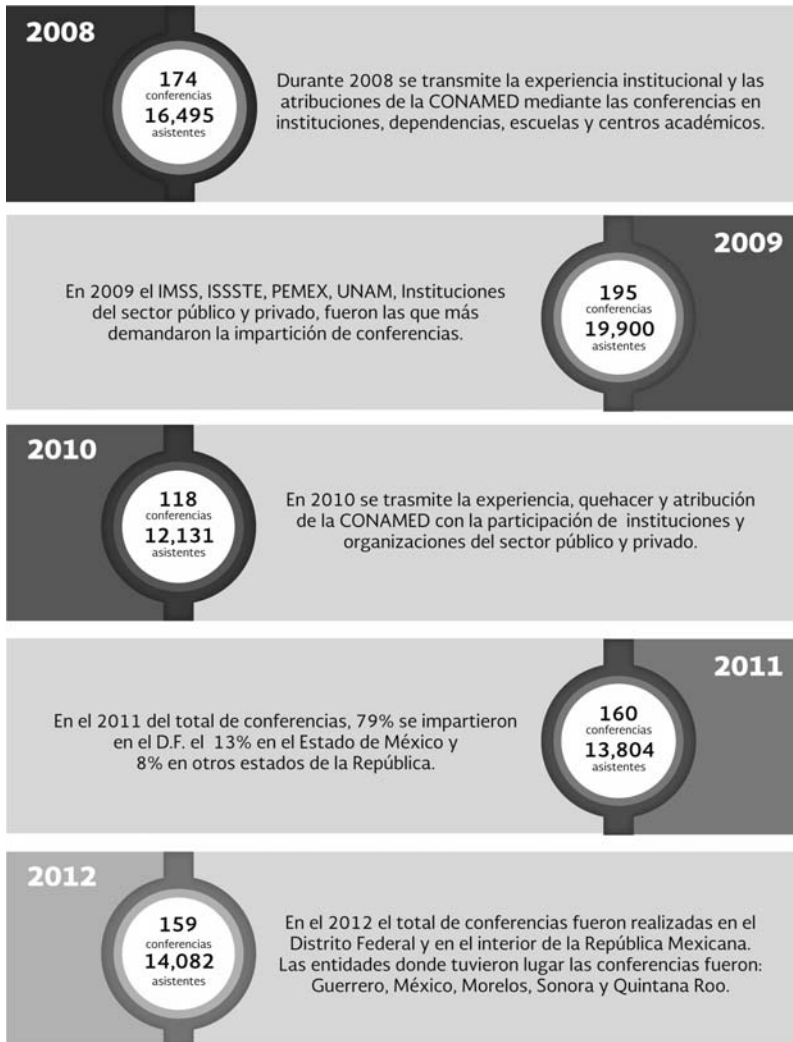 2008
174
conferencias
16,495
asistentes
Durante 2008 se transmite la experiencia institucional y las
atribuciones de la CONAMED mediante las conferencias en
instituciones, dependencias, escuelas y centros académicos.
2009
En 2009 el IMSS, ISSSTE, PEMEX, UNAM, Instituciones
del sector público y privado, fueron las que más
demandaron la impartición de conferencias.
195
conferencias
19,900
asistentes
2010
118
conferencias
12,131
asistentes
En 2010 se trasmite la experiencia, quehacer y atribución
de la CONAMED con la participación de instituciones y
organizaciones del sector público y privado.
2011
En el 2011 del total de conferencias, 79% se impartieron
en el D.F. el 13% en el Estado de México y
8% en otros estados de la República.
160
conferencias
13,804
asistentes
2012
159
conferencias
14,082
asistentes
En el 2012 el total de conferencias fueron realizadas en el
Distrito Federal y en el interior de la República Mexicana.
Las entidades donde tuvieron lugar las conferencias fueron:
Guerrero, México, Morelos, Sonora y Quintana Roo.